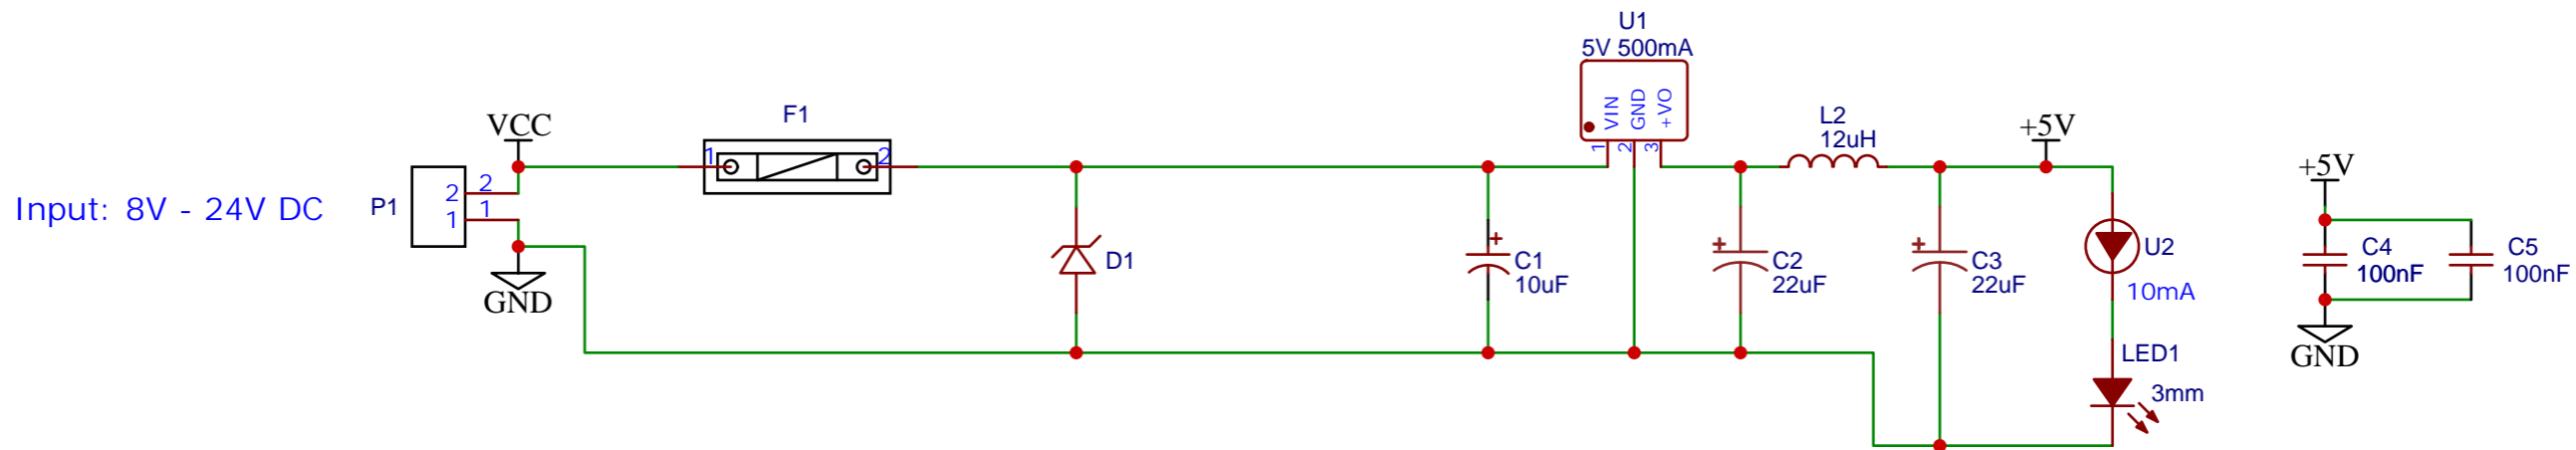 Input: 8V - 24V DC
P1
2
1
2
1
VCC
GND
F1
1
2
D1
C1
10uF
U1
5V 500mA
VIN
GND
+VO
1
2
3
C2
22uF
L2
12uH
C3
22uF
+5V
U2
10mA
LED1
3mm
+5V
C4
100nF
C5
100nF
GND